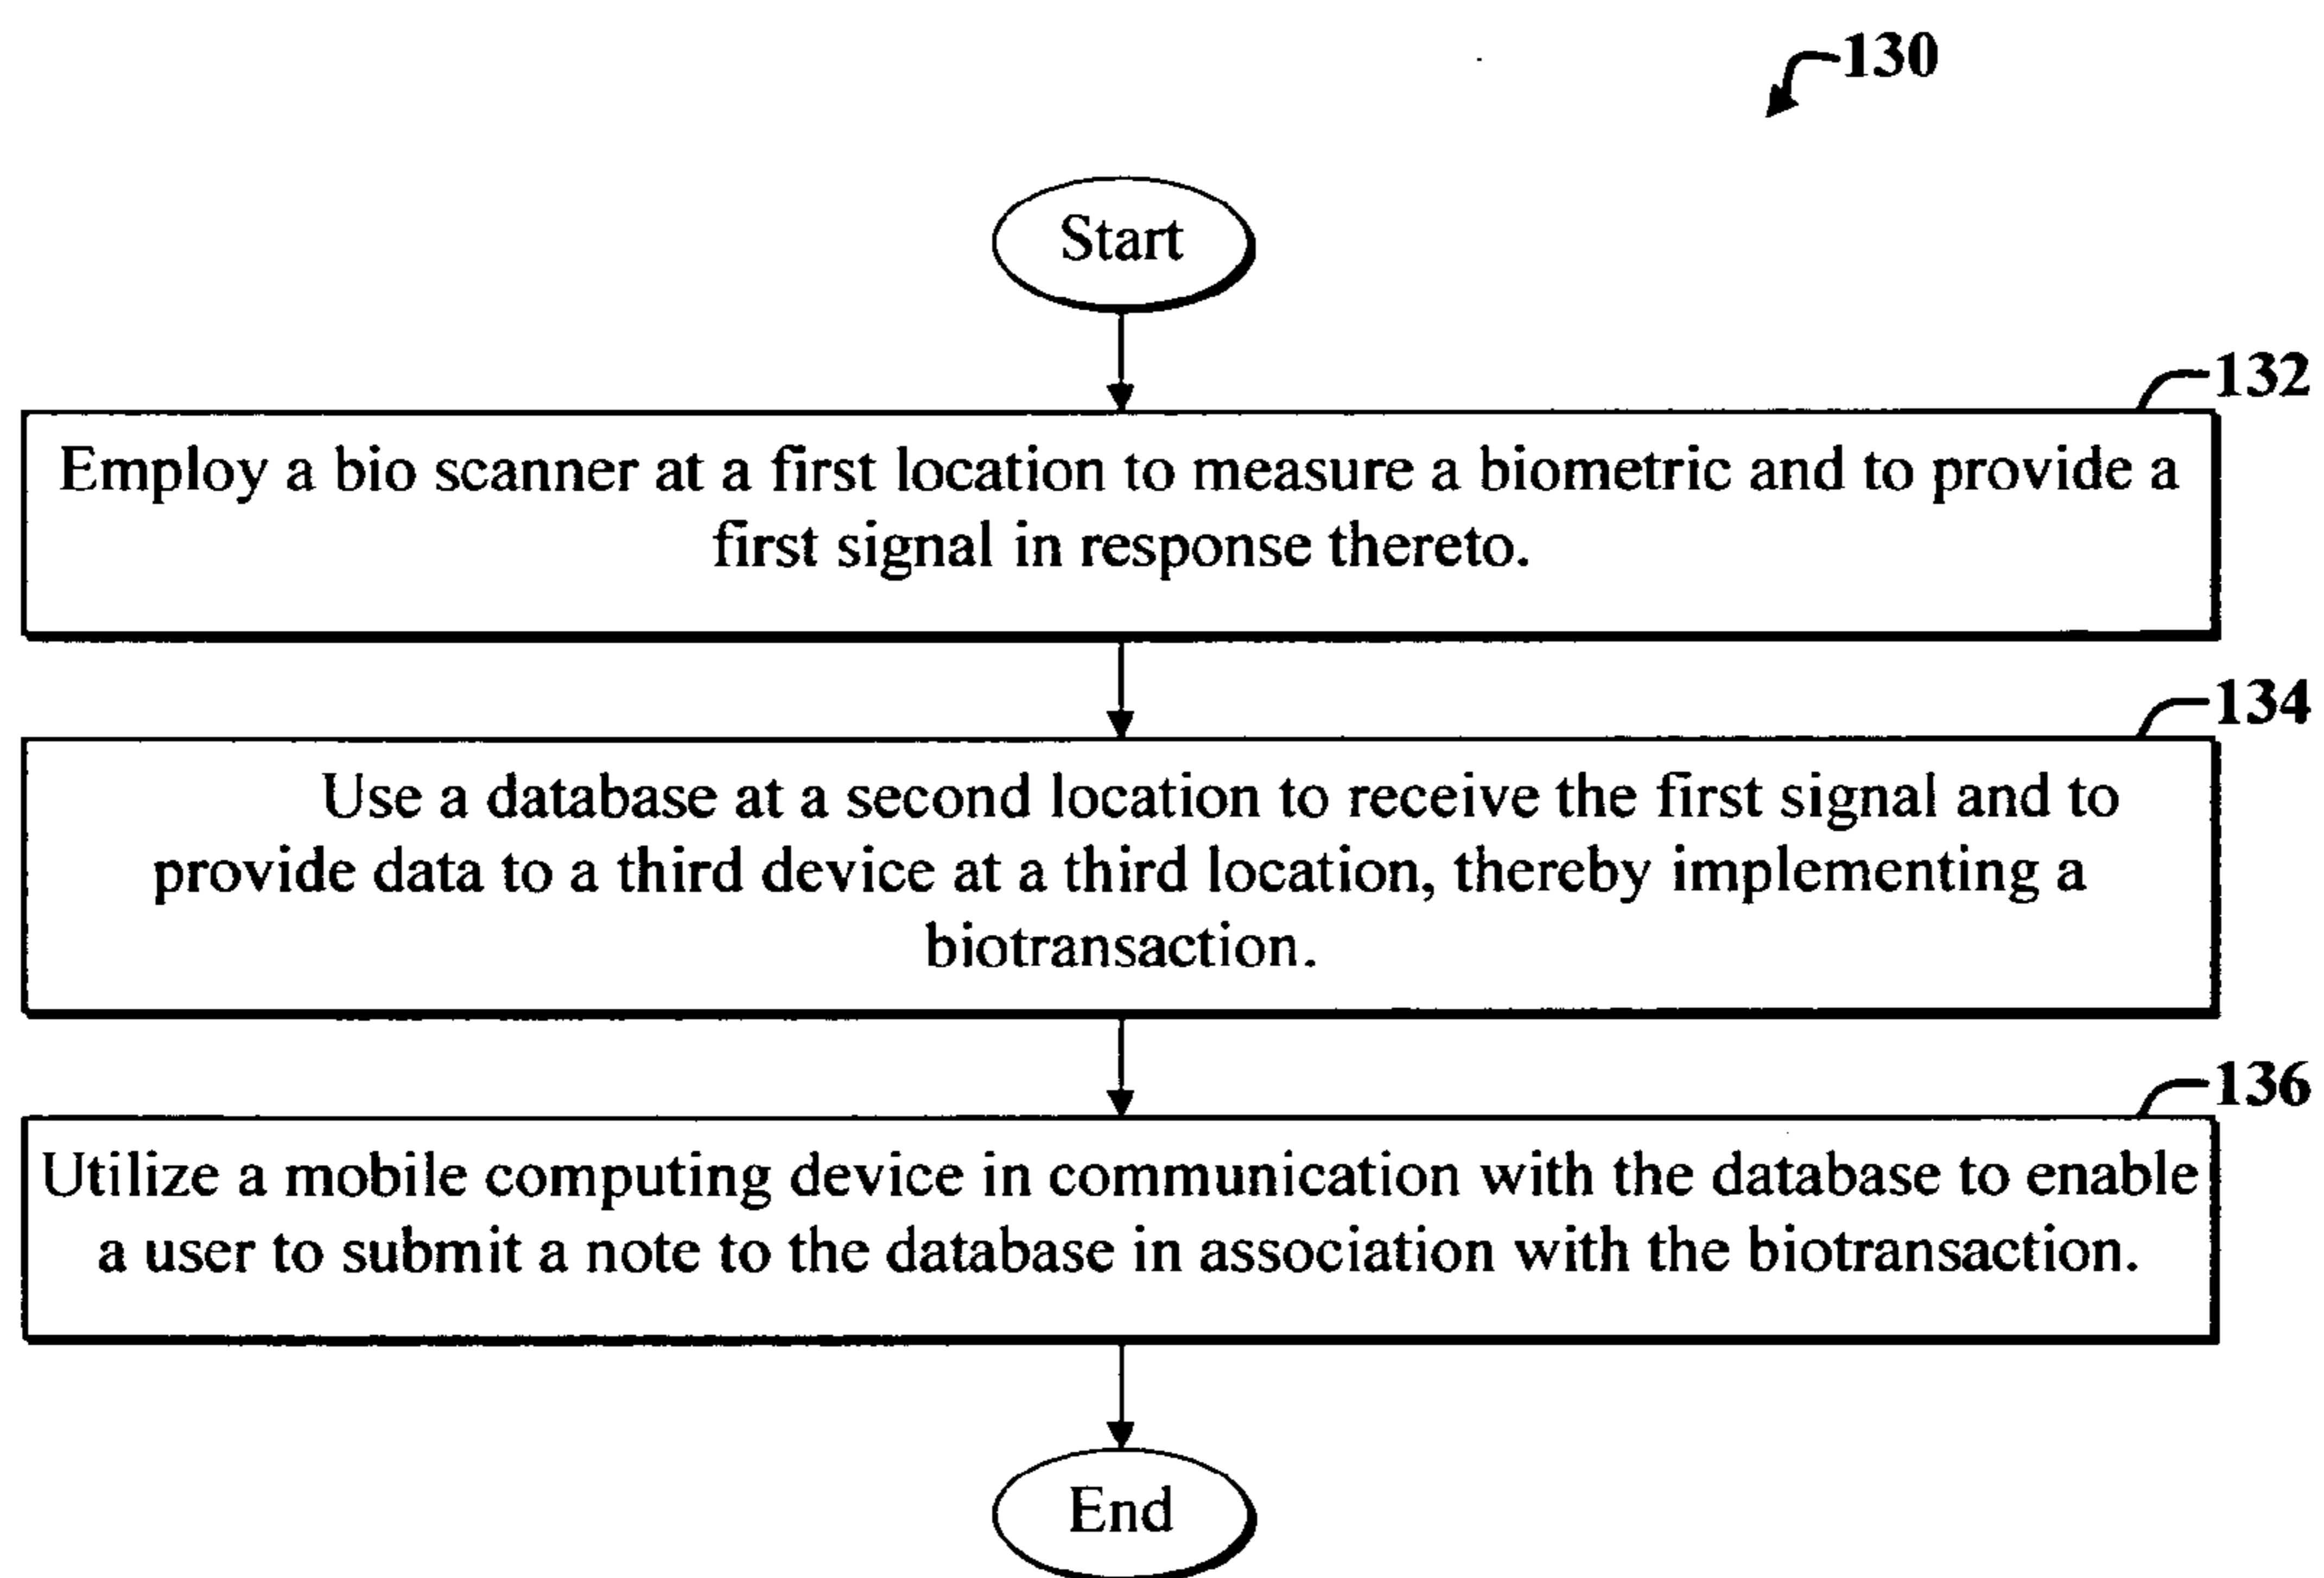 130
Start
132
Employ a bio scanner at a first location to measure a biometric and to provide a
first signal in response thereto.
134
Use a database at a second location to receive the first signal and to
provide data to a third device at a third location, thereby implementing a
biotransaction.
136
Utilize a mobile computing device in communication with the database to enable
a user to submit a note to the database in association with the biotransaction.
End